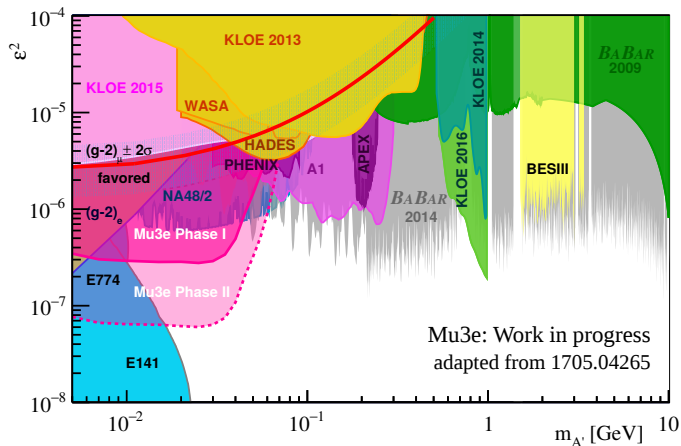 ε²
10⁻⁴
10⁻⁵
10⁻⁶
10⁻⁷
10⁻⁸
KLOE 2013
KLOE 2014
BABAR
2009
KLOE 2015
WASA
HADES
(g-2)μ ± 2σ
favored
PHENIX
A1
APEX
KLOE 2016
BESIII
NA48/2
BABAR
2014
(g-2)e
Mu3e Phase I
E774
Mu3e Phase II
E141
Mu3e: Work in progress
adapted from 1705.04265
10⁻²
10⁻¹
1
10
mA' [GeV]